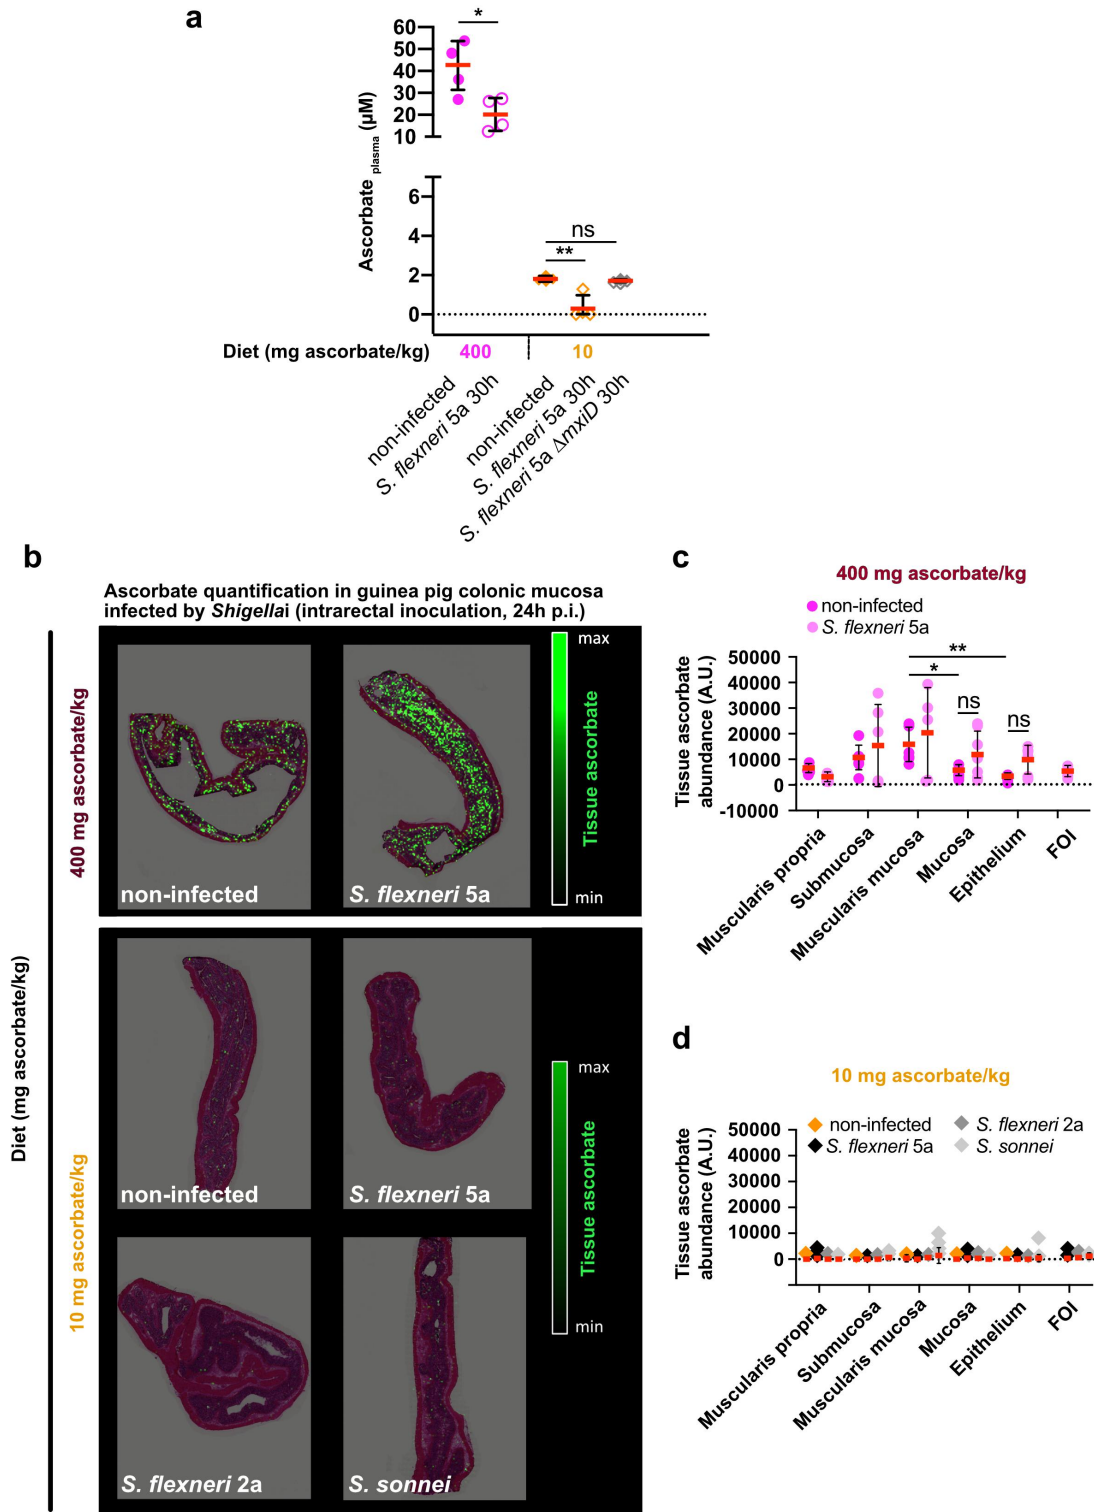 a
*
60
50
40
30
20
10
6
4
2
0
Ascorbate plasma (µM)
ns
**
Diet (mg ascorbate/kg)
400
10
non-infected
S. flexneri 5a 30h
non-infected
S. flexneri 5a 30h
S. flexneri 5a ΔmxiD 30h
b
Ascorbate quantification in guinea pig colonic mucosa
infected by Shigellai (intrarectal inoculation, 24h p.i.)
Diet (mg ascorbate/kg)
400 mg ascorbate/kg
non-infected
S. flexneri 5a
max
Tissue ascorbate
min
10 mg ascorbate/kg
non-infected
S. flexneri 5a
S. flexneri 2a
S. sonnei
max
Tissue ascorbate
min
c
400 mg ascorbate/kg
non-infected
S. flexneri 5a
Tissue ascorbate
abundance (A.U.)
50000
40000
30000
20000
10000
0
-10000
**
*
ns
ns
Muscularis propria
Submucosa
Muscularis mucosa
Mucosa
Epithelium
FOI
d
10 mg ascorbate/kg
non-infected
S. flexneri 5a
S. flexneri 2a
S. sonnei
Tissue ascorbate
abundance (A.U.)
50000
40000
30000
20000
10000
0
Muscularis propria
Submucosa
Muscularis mucosa
Mucosa
Epithelium
FOI